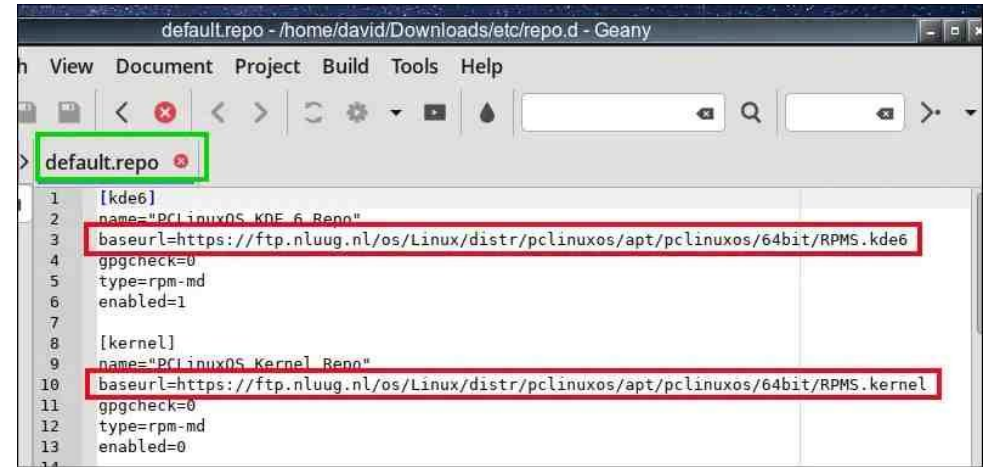 default.repo - /home/david/Downloads/etc/repo.d - Geany
h View Document Project Build Tools Help
default.repo
1 [kde6]
2 name="PCLinuxOS KDE 6 Repo"
3 baseurl=https://ftp.nluug.nl/os/Linux/distr/pclinuxos/apt/pclinuxos/64bit/RPMS.kde6
4 gpgcheck=0
5 type=rpm-md
6 enabled=1
7
8 [kernel]
9 name="PCLinuxOS Kernel Repo"
10 baseurl=https://ftp.nluug.nl/os/Linux/distr/pclinuxos/apt/pclinuxos/64bit/RPMS.kernel
11 gpgcheck=0
12 type=rpm-md
13 enabled=0
14